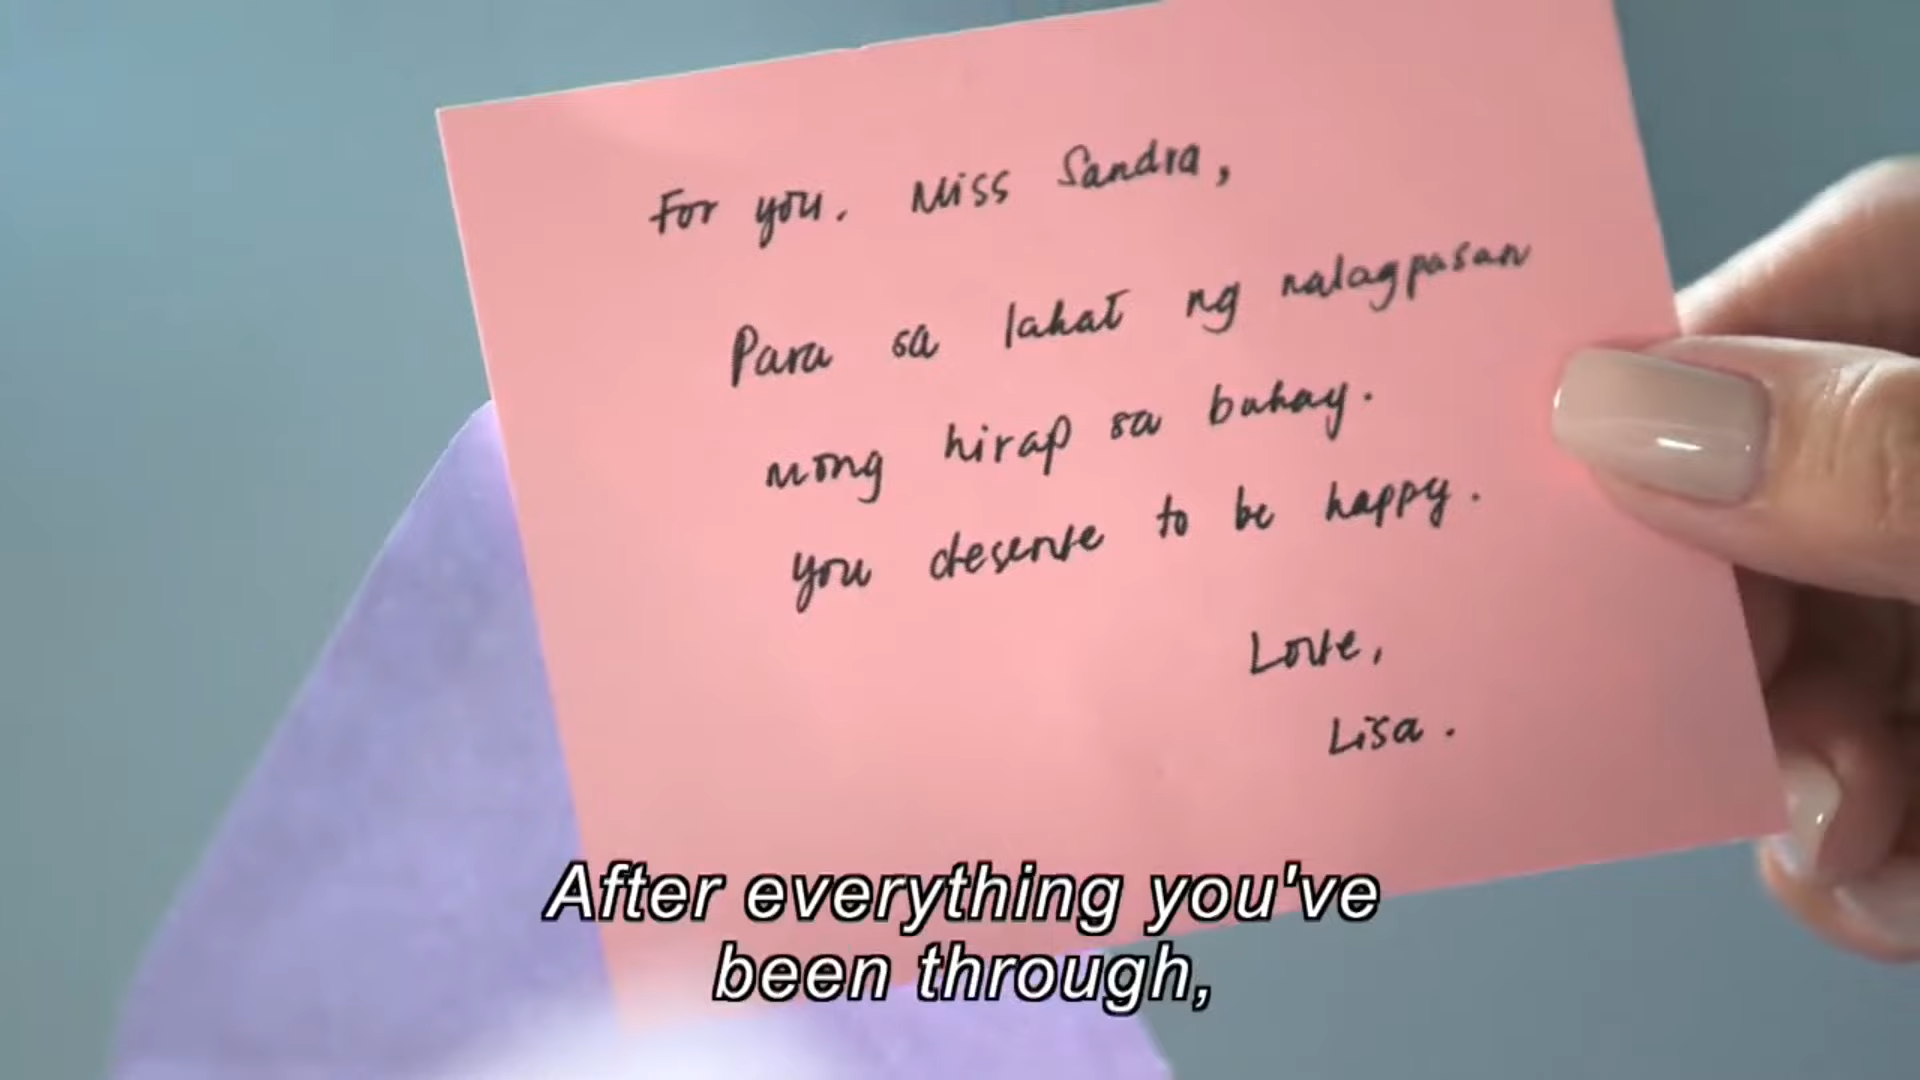 For you. Miss Sandra,
Para sa lahat ng nalagpasan
mong hirap sa buhay.
You deserve to be happy.
Love,
Lisa.
After everything you've
been through,